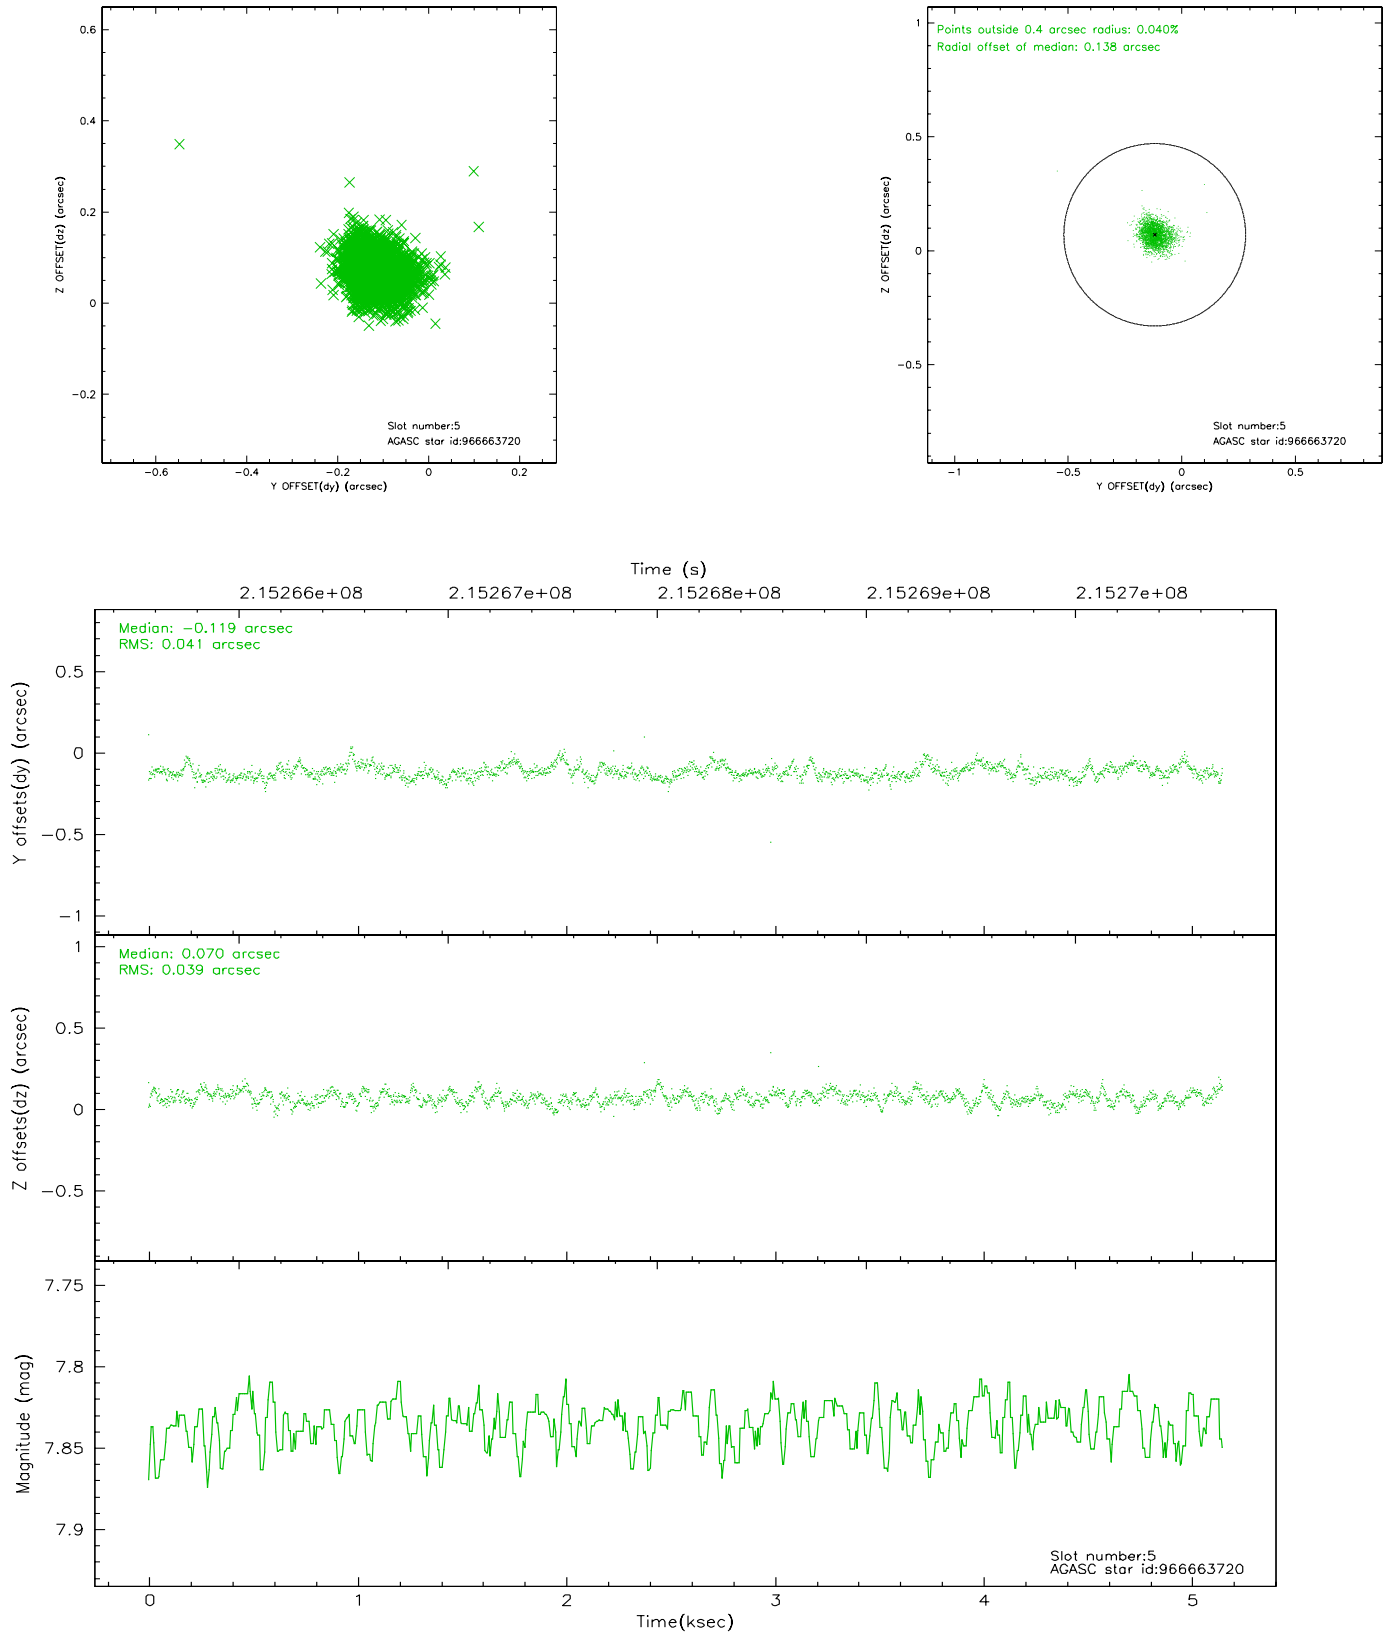 0.6
0.4
0.2
0
-0.2
Z OFFSET(dz) (arcsec)
Slot number:5
AGASC star id:966663720
-0.6 -0.4 -0.2 0 0.2
Y OFFSET(dy) (arcsec)
Points outside 0.4 arcsec radius: 0.040%
Radial offset of median: 0.138 arcsec
1
0.5
0
-0.5
Z OFFSET(dz) (arcsec)
Slot number:5
AGASC star id:966663720
-1 -0.5 0 0.5
Y OFFSET(dy) (arcsec)
Time (s)
2.15266e+08 2.15267e+08 2.15268e+08 2.15269e+08 2.1527e+08
Median: -0.119 arcsec
RMS: 0.041 arcsec
0.5
0
-0.5
-1
Y offsets(dy) (arcsec)
Median: 0.070 arcsec
RMS: 0.039 arcsec
1
0.5
0
-0.5
Z offsets(dz) (arcsec)
7.75
7.8
7.85
7.9
Magnitude (mag)
Slot number:5
AGASC star id:966663720
0 1 2 3 4 5
Time(ksec)